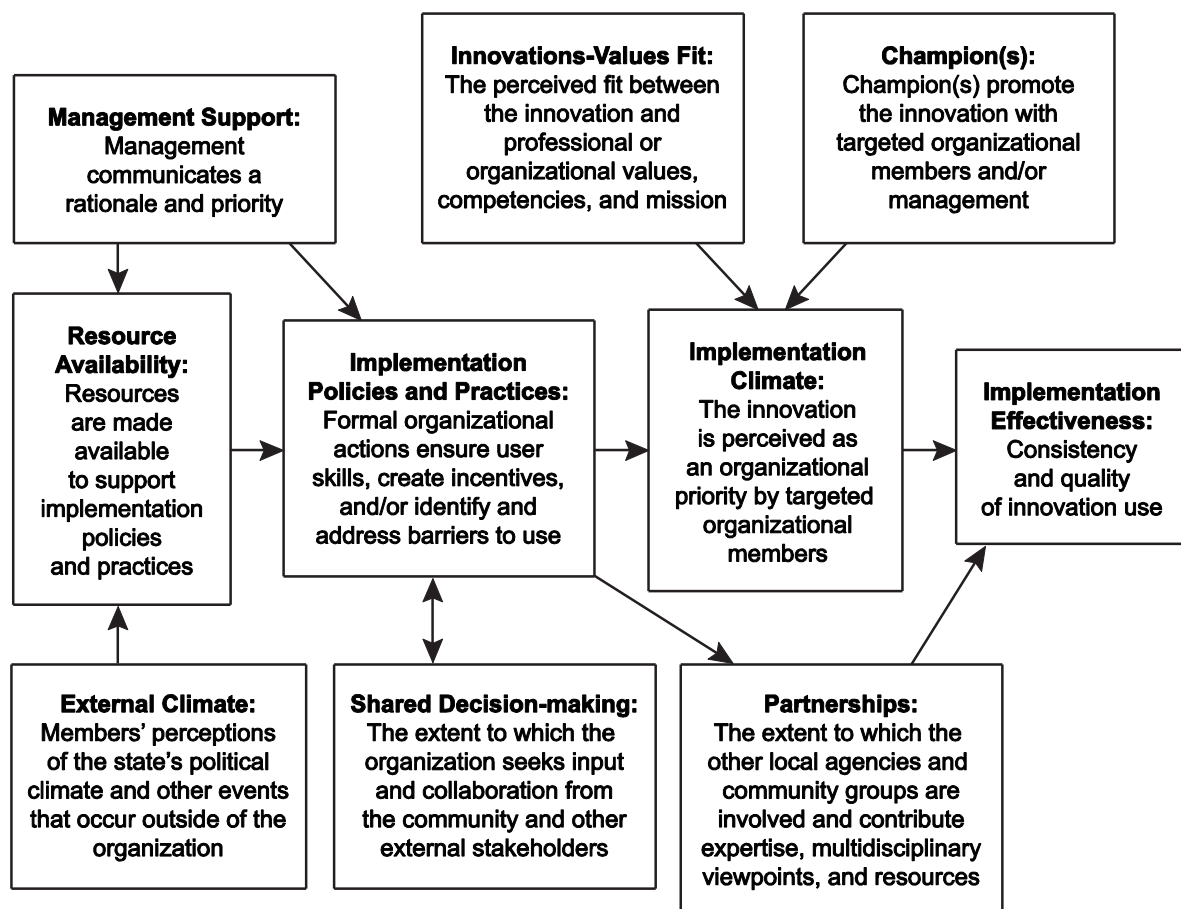 Management Support:
Management
communicates a
rationale and priority
Innovations-Values Fit:
The perceived fit between
the innovation and
professional or
organizational values,
competencies, and mission
Champion(s):
Champion(s) promote
the innovation with
targeted organizational
members and/or
management
Resource
Availability:
Resources
are made
available
to support
implementation
policies
and practices
Implementation
Policies and Practices:
Formal organizational
actions ensure user
skills, create incentives,
and/or identify and
address barriers to use
Implementation
Climate:
The innovation
is perceived as
an organizational
priority by targeted
organizational
members
Implementation
Effectiveness:
Consistency
and quality
of innovation use
External Climate:
Members’ perceptions
of the state’s political
climate and other events
that occur outside of the
organization
Shared Decision-making:
The extent to which the
organization seeks input
and collaboration from
the community and other
external stakeholders
Partnerships:
The extent to which the
other local agencies and
community groups are
involved and contribute
expertise, multidisciplinary
viewpoints, and resources